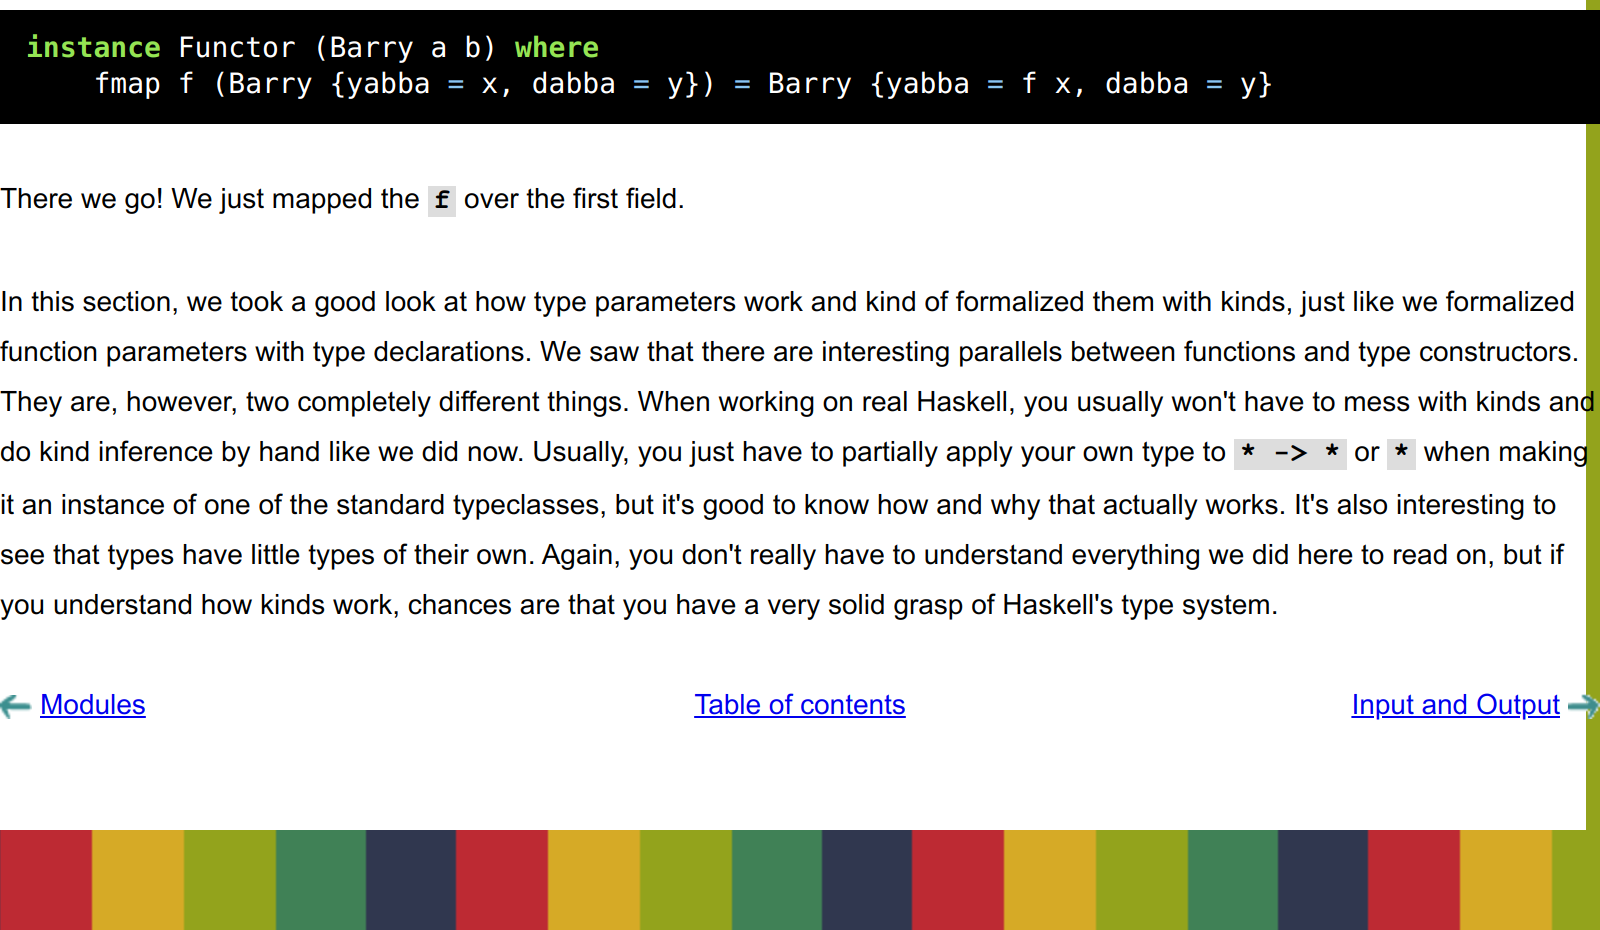 instance Functor (Barry a b) where
    fmap f (Barry {yabba = x, dabba = y}) = Barry {yabba = f x, dabba = y}
There we go! We just mapped the f over the first field.
In this section, we took a good look at how type parameters work and kind of formalized them with kinds, just like we formalized
function parameters with type declarations. We saw that there are interesting parallels between functions and type constructors.
They are, however, two completely different things. When working on real Haskell, you usually won't have to mess with kinds and
do kind inference by hand like we did now. Usually, you just have to partially apply your own type to * -> * or * when making
it an instance of one of the standard typeclasses, but it's good to know how and why that actually works. It's also interesting to
see that types have little types of their own. Again, you don't really have to understand everything we did here to read on, but if
you understand how kinds work, chances are that you have a very solid grasp of Haskell's type system.
Modules Table of contents Input and Output